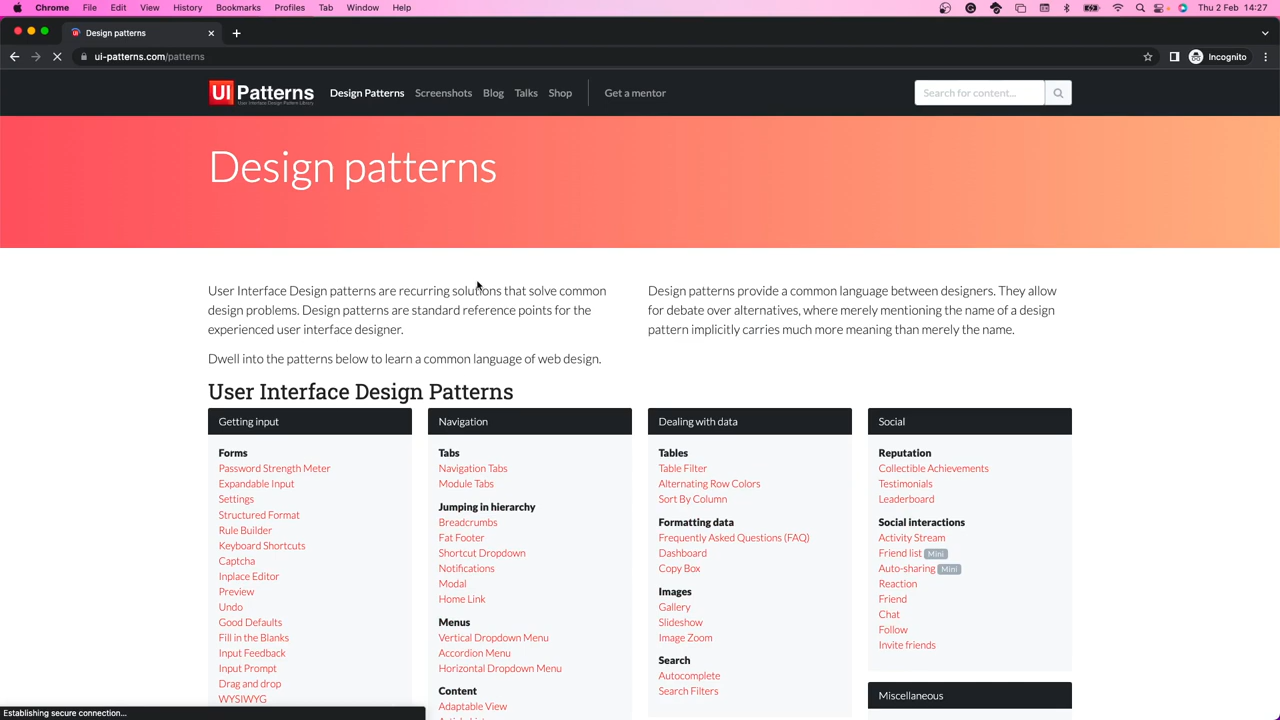 Chrome File Edit View History Bookmarks Profiles Tab Window Help Thu 2 Feb 14:27
Design patterns
ui-patterns.com/patterns Incognito
UI Patterns
User Interface Design Pattern Library
Design Patterns Screenshots Blog Talks Shop Get a mentor Search for content...
Design patterns
User Interface Design patterns are recurring solutions that solve common
design problems. Design patterns are standard reference points for the
experienced user interface designer.
Dwell into the patterns below to learn a common language of web design.
Design patterns provide a common language between designers. They allow
for debate over alternatives, where merely mentioning the name of a design
pattern implicitly carries much more meaning than merely the name.
User Interface Design Patterns
Getting input
Forms
Password Strength Meter
Expandable Input
Settings
Structured Format
Rule Builder
Keyboard Shortcuts
Captcha
Inplace Editor
Preview
Undo
Good Defaults
Fill in the Blanks
Input Feedback
Input Prompt
Drag and drop
WYSIWYG
Navigation
Tabs
Navigation Tabs
Module Tabs
Jumping in hierarchy
Breadcrumbs
Fat Footer
Shortcut Dropdown
Notifications
Modal
Home Link
Menus
Vertical Dropdown Menu
Accordion Menu
Horizontal Dropdown Menu
Content
Adaptable View
Dealing with data
Tables
Table Filter
Alternating Row Colors
Sort By Column
Formatting data
Frequently Asked Questions (FAQ)
Dashboard
Copy Box
Images
Gallery
Slideshow
Image Zoom
Search
Autocomplete
Search Filters
Social
Reputation
Collectible Achievements
Testimonials
Leaderboard
Social interactions
Activity Stream
Friend list Mini
Auto-sharing Mini
Reaction
Friend
Chat
Follow
Invite friends
Miscellaneous
Establishing secure connection...